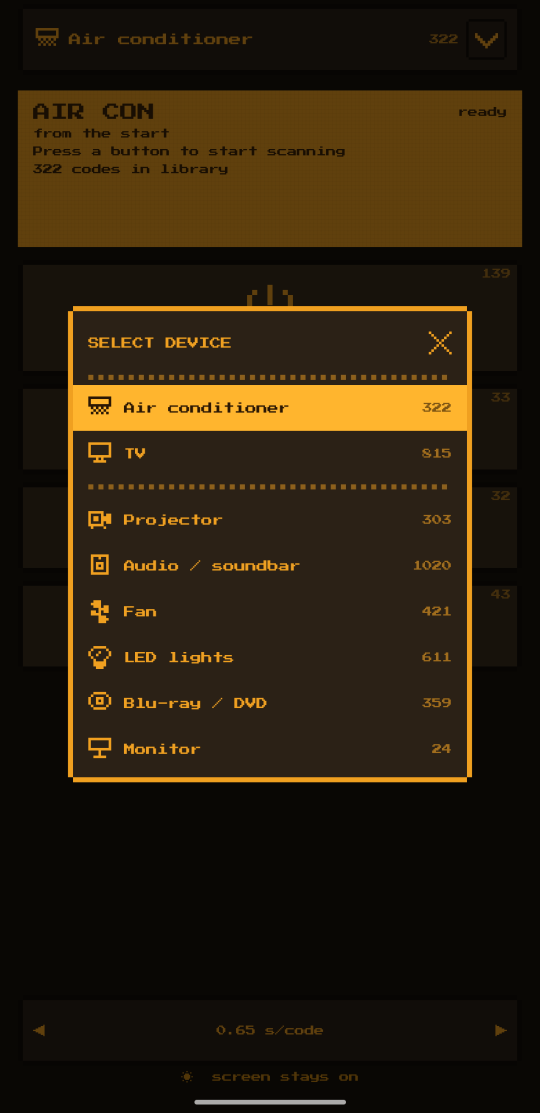 Air conditioner 322
AIR CON ready
from the start
Press a button to start scanning
322 codes in library
139
SELECT DEVICE
Air conditioner 322
33
TV 815
32
Projector 303
Audio / soundbar 1020
43
Fan 421
LED lights 611
Blu-ray / DVD 359
Monitor 24
◀ 0.65 s/code ▶
screen stays on